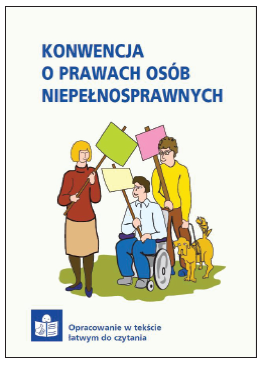 KONWENCJA
O PRAWACH OSÓB
NIEPEŁNOSPRAWNYCH
Opracowanie w tekście
łatwym do czytania